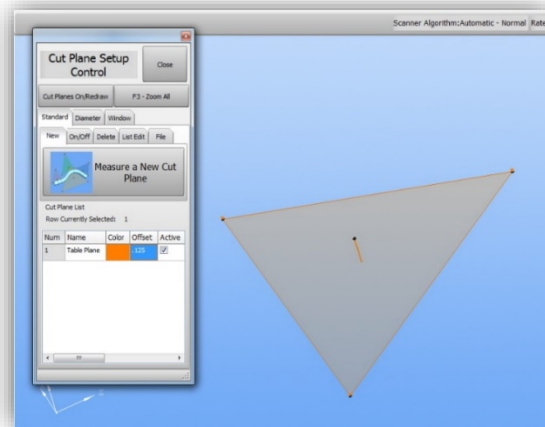 Scanner Algorithm:Automatic - Normal Rate
Cut Plane Setup
Control
Close
Cut Planes On/Redraw
F3 - Zoom All
Standard Diameter Window
New On/Off Delete List Edit File
Measure a New Cut
Plane
Cut Plane List
Row Currently Selected: 1
Num Name Color Offset Active
1 Table Plane .125